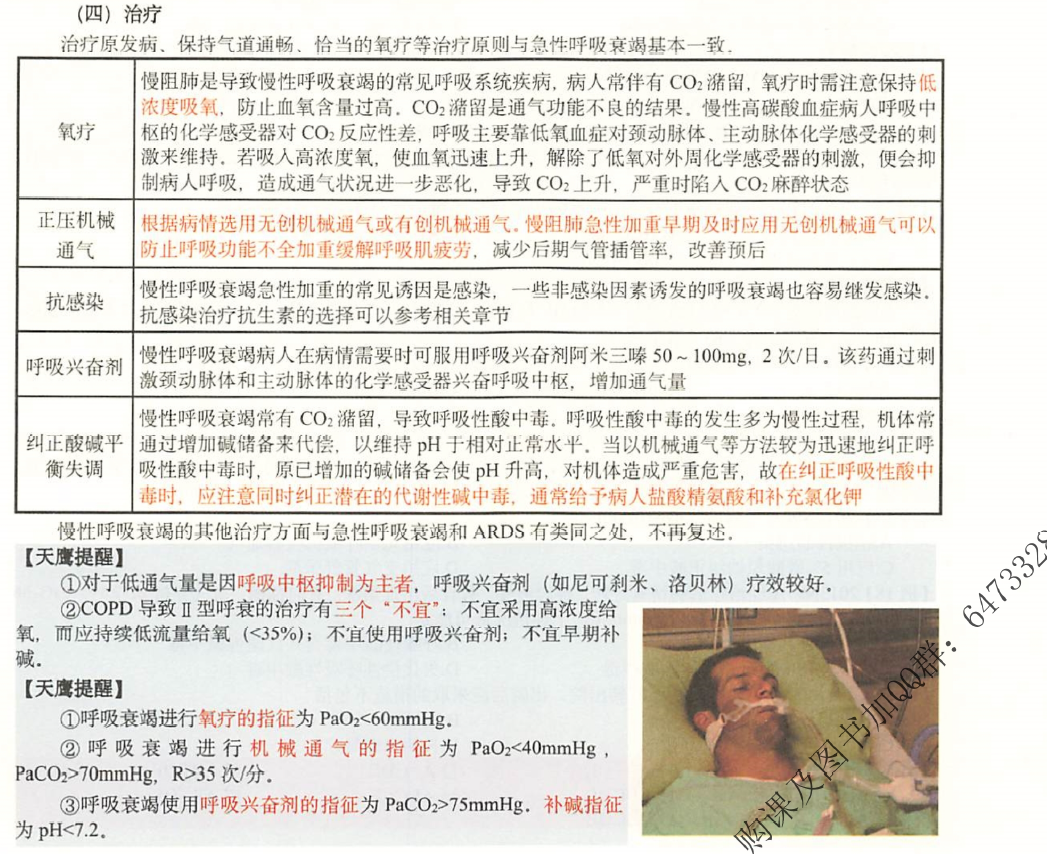 （四）治疗
治疗原发病、保持气道通畅、恰当的氧疗等治疗原则与急性呼吸衰竭基本一致．
氧疗
慢阻肺是导致慢性呼吸衰竭的常见呼吸系统疾病，病人常伴有 CO₂ 潴留，氧疗时需注意保持低
浓度吸氧，防止血氧含量过高。CO₂ 潴留是通气功能不良的结果。慢性高碳酸血症病人呼吸中
枢的化学感受器对 CO₂ 反应性差，呼吸主要靠低氧血症对颈动脉体、主动脉体化学感受器的刺
激来维持。若吸入高浓度氧，使血氧迅速上升，解除了低氧对外周化学感受器的刺激，便会抑
制病人呼吸，造成通气状况进一步恶化，导致 CO₂ 上升，严重时陷入 CO₂ 麻醉状态
正压机械
通气
根据病情选用无创机械通气或有创机械通气。慢阻肺急性加重早期及时应用无创机械通气可以
防止呼吸功能不全加重缓解呼吸肌疲劳，减少后期气管插管率，改善预后
抗感染
慢性呼吸衰竭急性加重的常见诱因是感染，一些非感染因素诱发的呼吸衰竭也容易继发感染。
抗感染治疗抗生素的选择可以参考相关章节
呼吸兴奋剂
慢性呼吸衰竭病人在病情需要时可服用呼吸兴奋剂阿米三嗪 50～100mg，2 次/日。该药通过刺
激颈动脉体和主动脉体的化学感受器兴奋呼吸中枢，增加通气量
纠正酸碱平
衡失调
慢性呼吸衰竭常有 CO₂ 潴留，导致呼吸性酸中毒。呼吸性酸中毒的发生多为慢性过程，机体常
通过增加碱储备来代偿，以维持 pH 于相对正常水平。当以机械通气等方法较为迅速地纠正呼
吸性酸中毒时，原已增加的碱储备会使 pH 升高，对机体造成严重危害，故在纠正呼吸性酸中
毒时，应注意同时纠正潜在的代谢性碱中毒，通常给予病人盐酸精氨酸和补充氯化钾
慢性呼吸衰竭的其他治疗方面与急性呼吸衰竭和 ARDS 有类同之处，不再复述．
【天鹰提醒】
①对于低通气量是因呼吸中枢抑制为主者，呼吸兴奋剂（如尼可刹米、洛贝林）疗效较好．
②COPD 导致Ⅱ型呼衰的治疗有三个“不宜”：不宜采用高浓度给
氧，而应持续低流量给氧（<35%）；不宜使用呼吸兴奋剂；不宜早期补
碱．
【天鹰提醒】
①呼吸衰竭进行氧疗的指征为 PaO₂<60mmHg。
②呼吸衰竭进行机械通气的指征为 PaO₂<40mmHg，
PaCO₂>70mmHg，R>35 次/分。
③呼吸衰竭使用呼吸兴奋剂的指征为 PaCO₂>75mmHg。补碱指征
为 pH<7.2。
购课及图书加QQ群：6473328